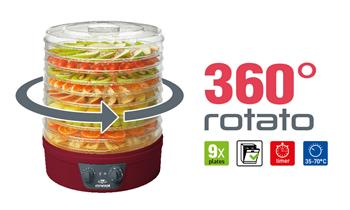 360°
rotato
9x
plates
timer
35-70°C